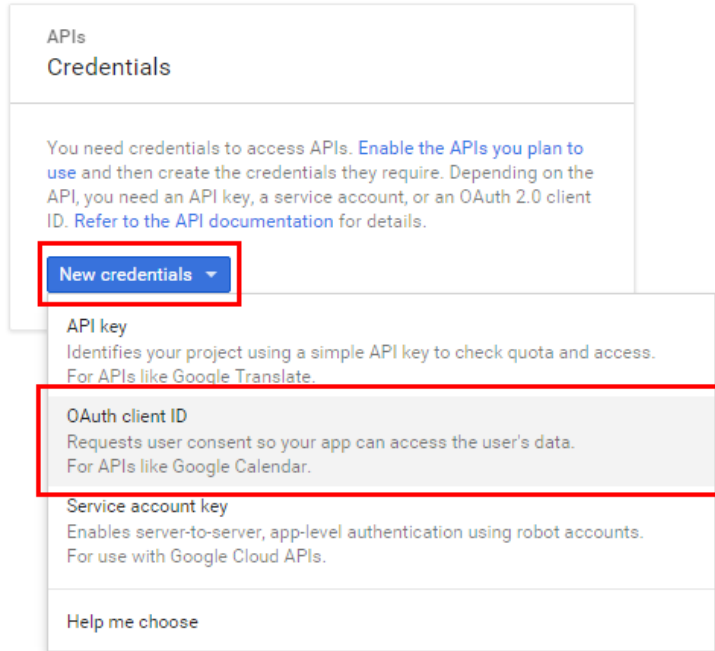 APIs
Credentials
You need credentials to access APIs. Enable the APIs you plan to
use and then create the credentials they require. Depending on the
API, you need an API key, a service account, or an OAuth 2.0 client
ID. Refer to the API documentation for details.
New credentials
API key
Identifies your project using a simple API key to check quota and access.
For APIs like Google Translate.
OAuth client ID
Requests user consent so your app can access the user's data.
For APIs like Google Calendar.
Service account key
Enables server-to-server, app-level authentication using robot accounts.
For use with Google Cloud APIs.
Help me choose